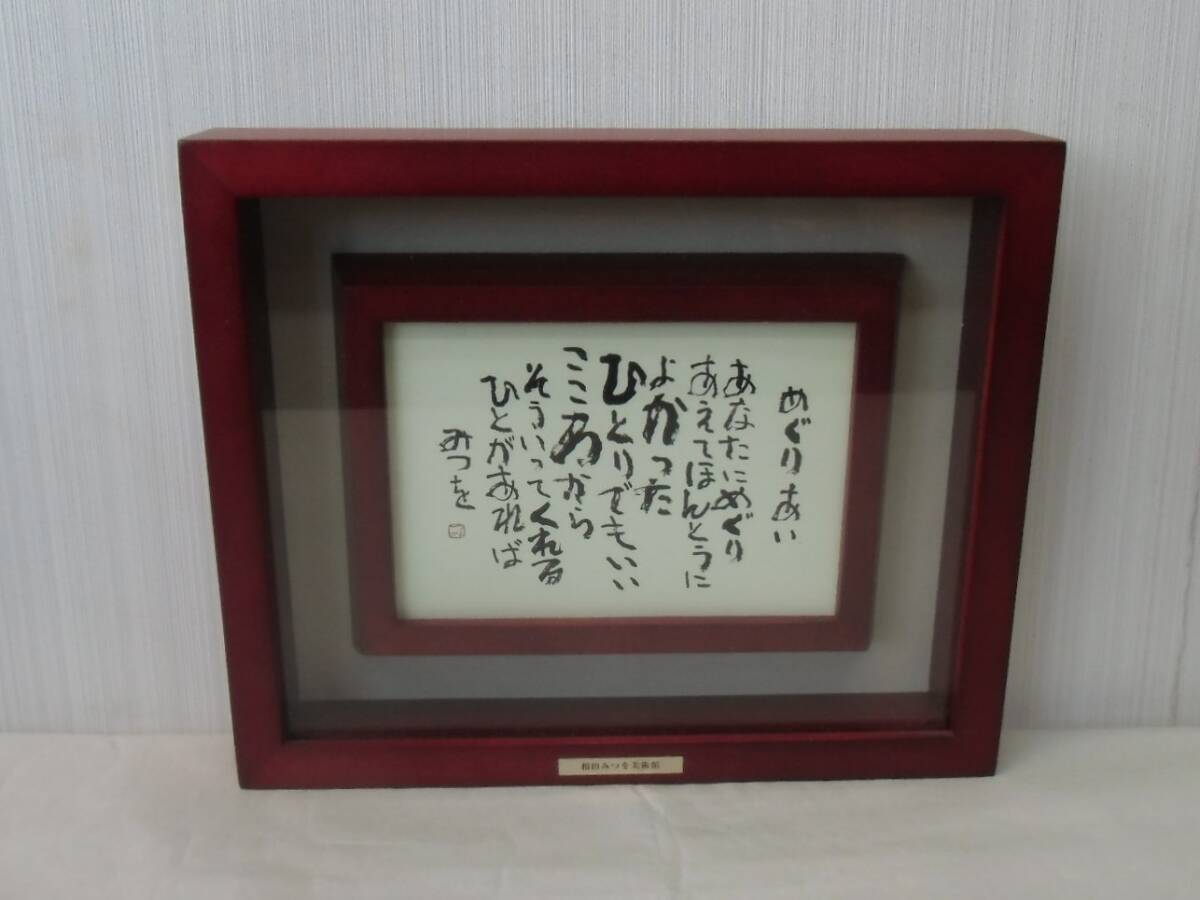 めぐりあい
あなたにめぐり
あえてほんとうに
よかった
ひとりでもいい
こころから
そういってくれる
ひとがあれば
みつを
相田みつを美術館